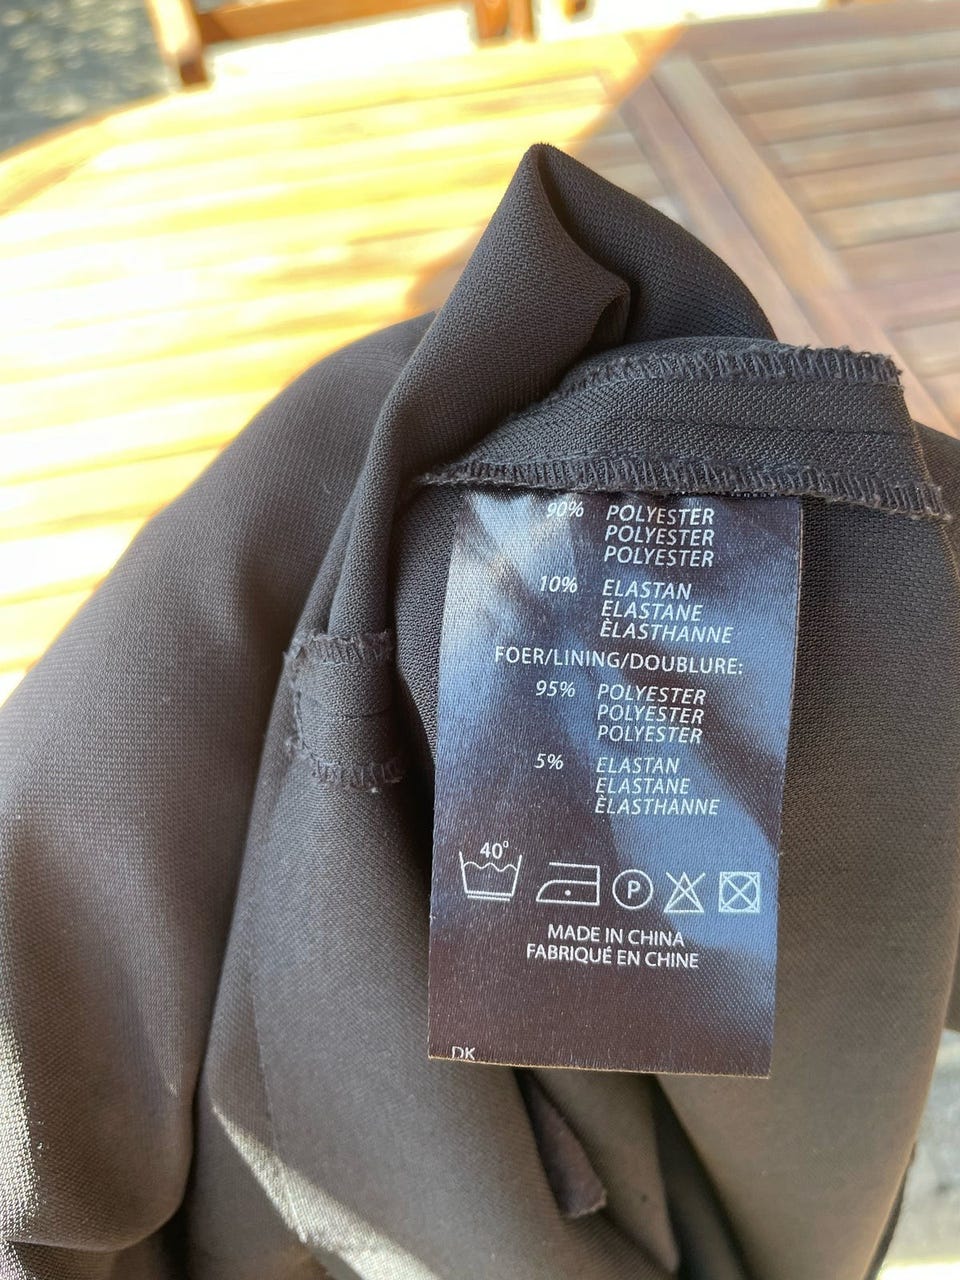 90% POLYESTER
POLYESTER
POLYESTER
10% ELASTAN
ELASTANE
ÈLASTHANNE
FOER/LINING/DOUBLURE:
95% POLYESTER
POLYESTER
POLYESTER
5% ELASTAN
ELASTANE
ÈLASTHANNE
40°
P
MADE IN CHINA
FABRIQUÉ EN CHINE
DK